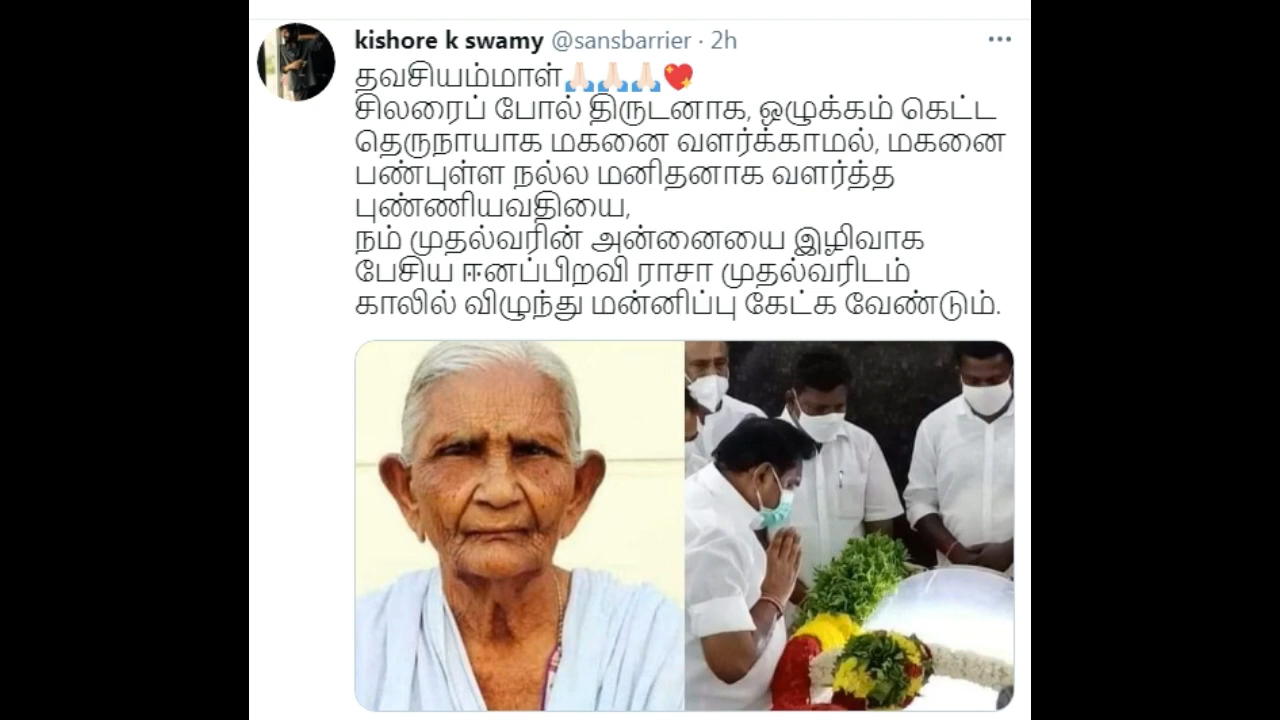 kishore k swamy @sansbarrier · 2h
தவசியம்மாள்🙏🏻🙏🏻🙏🏻💖
சிலரைப் போல் திருடனாக, ஒழுக்கம் கெட்ட
தெருநாயாக மகனை வளர்க்காமல், மகனை
பண்புள்ள நல்ல மனிதனாக வளர்த்த
புண்ணியவதியை,
நம் முதல்வரின் அன்னையை இழிவாக
பேசிய ஈனப்பிறவி ராசா முதல்வரிடம்
காலில் விழுந்து மன்னிப்பு கேட்க வேண்டும்.